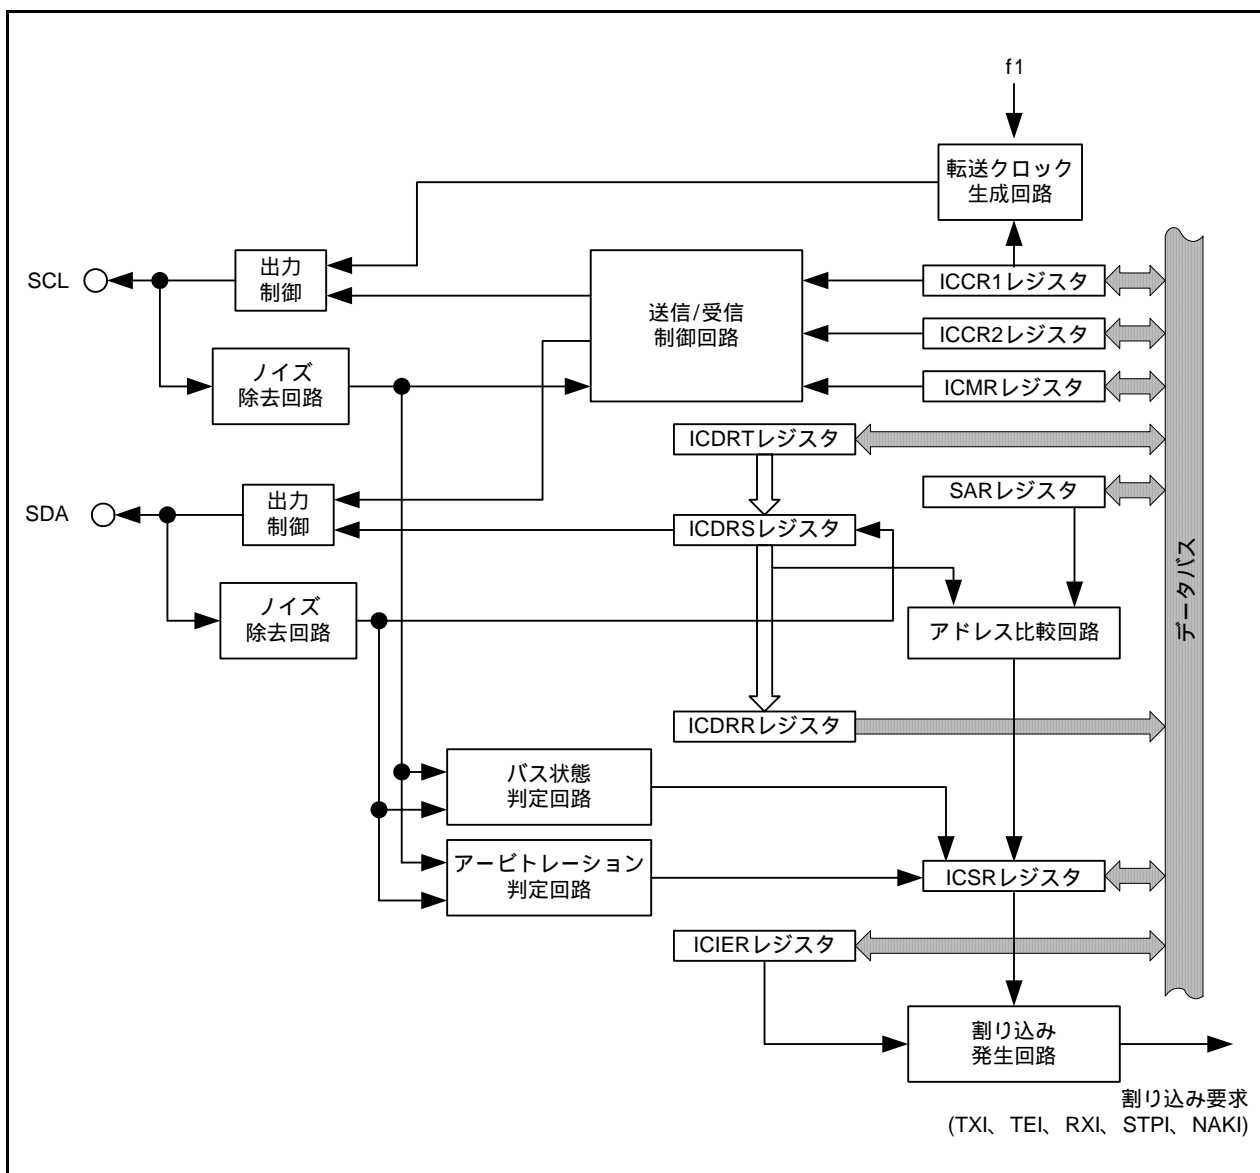 f1
転送クロック
生成回路
SCL
出力
制御
送信/受信
制御回路
ICCR1レジスタ
ICCR2レジスタ
ノイズ
除去回路
ICMRレジスタ
ICDRTレジスタ
SARレジスタ
SDA
出力
制御
ICDRSレジスタ
データバス
ノイズ
除去回路
アドレス比較回路
ICDRRレジスタ
バス状態
判定回路
アービトレーション
判定回路
ICSRレジスタ
ICIERレジスタ
割り込み
発生回路
割り込み要求
(TXI、TEI、RXI、STPI、NAKI)